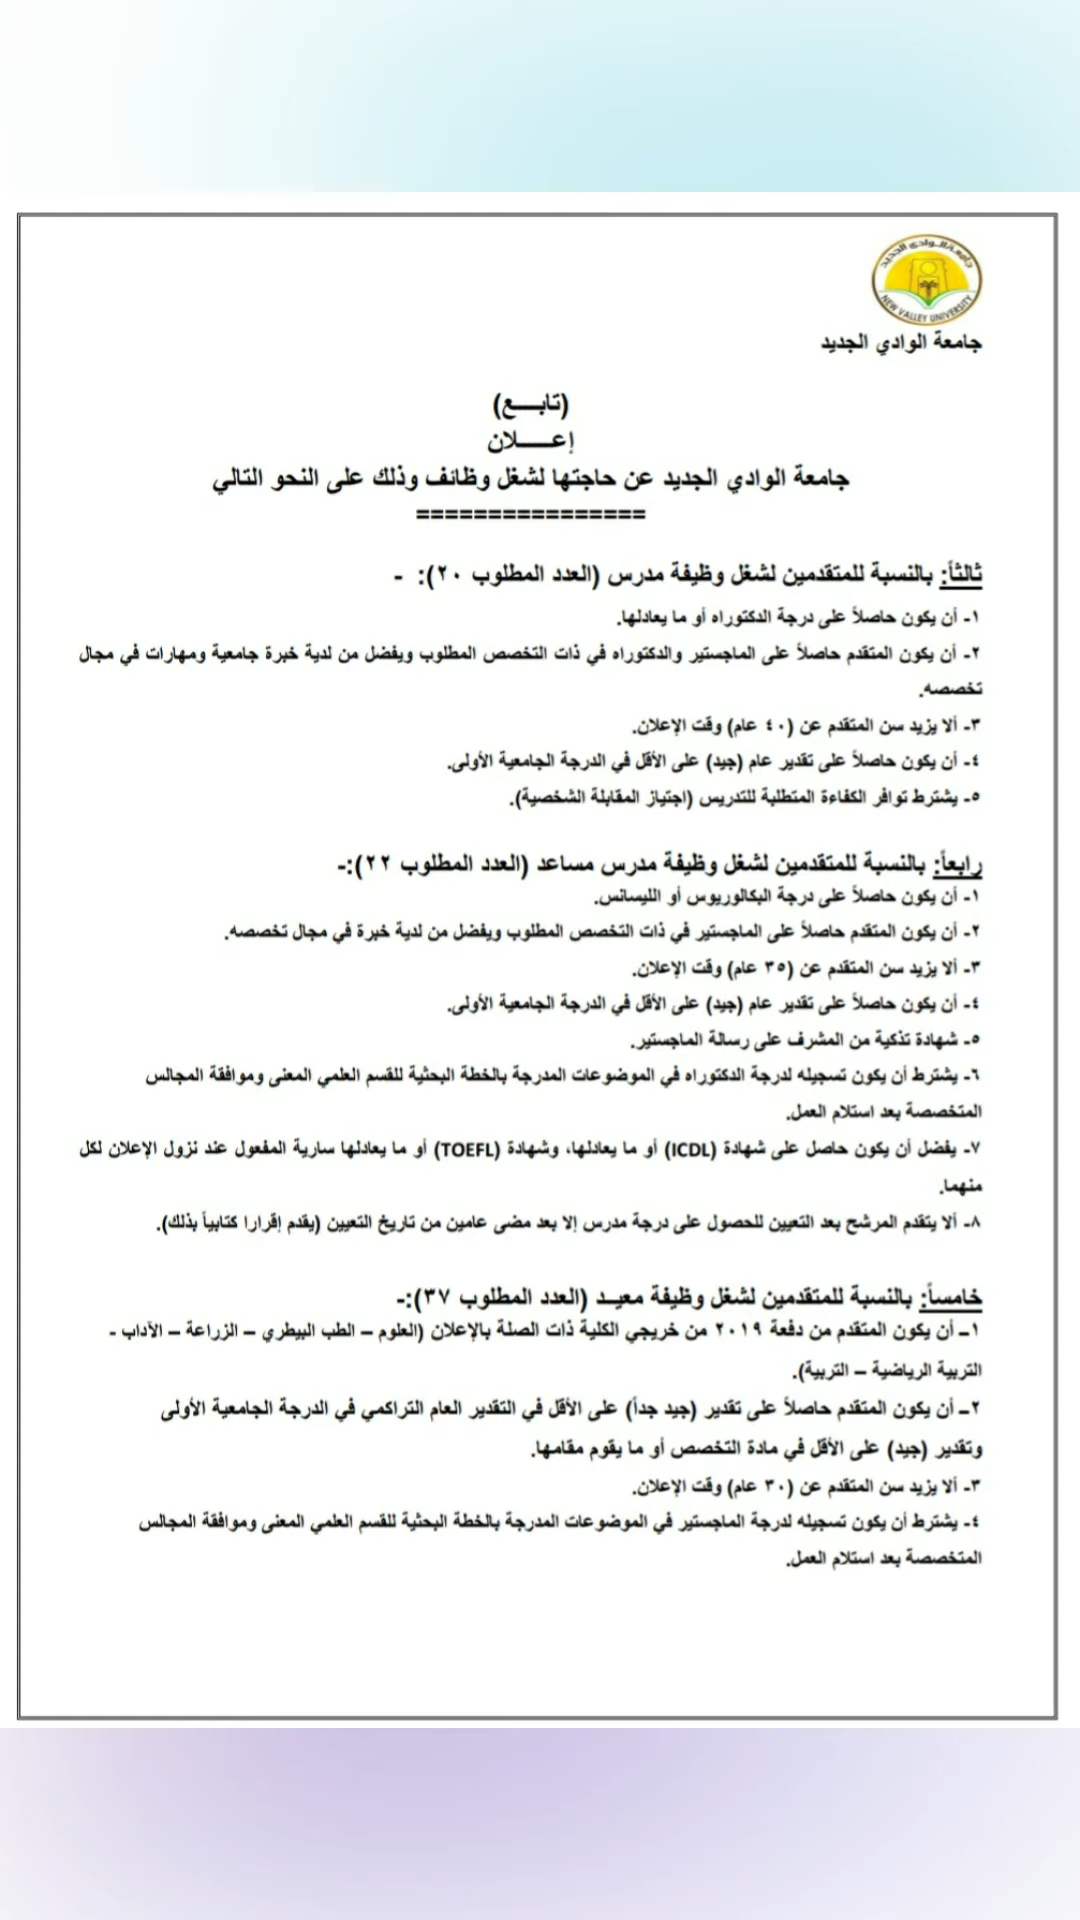 جامعة الوادي الجديد
NEW VALLEY UNIVERSITY
جامعة الوادي الجديد
(تابـــع)
إعـــــلان
جامعة الوادي الجديد عن حاجتها لشغل وظائف وذلك على النحو التالي
================
ثالثاً: بالنسبة للمتقدمين لشغل وظيفة مدرس (العدد المطلوب ٢٠): -
١- أن يكون حاصلاً على درجة الدكتوراه أو ما يعادلها.
٢- أن يكون المتقدم حاصلاً على الماجستير والدكتوراه في ذات التخصص المطلوب ويفضل من لدية خبرة جامعية ومهارات في مجال
تخصصه.
٣- ألا يزيد سن المتقدم عن (٤٠ عام) وقت الإعلان.
٤- أن يكون حاصلاً على تقدير عام (جيد) على الأقل في الدرجة الجامعية الأولى.
٥- يشترط توافر الكفاءة المتطلبة للتدريس (اجتياز المقابلة الشخصية).
رابعاً: بالنسبة للمتقدمين لشغل وظيفة مدرس مساعد (العدد المطلوب ٢٢):-
١- أن يكون حاصلاً على درجة البكالوريوس أو الليسانس.
٢- أن يكون المتقدم حاصلاً على الماجستير في ذات التخصص المطلوب ويفضل من لدية خبرة في مجال تخصصه.
٣- ألا يزيد سن المتقدم عن (٣٥ عام) وقت الإعلان.
٤- أن يكون حاصلاً على تقدير عام (جيد) على الأقل في الدرجة الجامعية الأولى.
٥- شهادة تذكية من المشرف على رسالة الماجستير.
٦- يشترط أن يكون تسجيله لدرجة الدكتوراه في الموضوعات المدرجة بالخطة البحثية للقسم العلمي المعنى وموافقة المجالس
المتخصصة بعد استلام العمل.
٧- يفضل أن يكون حاصل على شهادة (ICDL) أو ما يعادلها، وشهادة (TOEFL) أو ما يعادلها سارية المفعول عند نزول الإعلان لكل
منهما.
٨- ألا يتقدم المرشح بعد التعيين للحصول على درجة مدرس إلا بعد مضى عامين من تاريخ التعيين (يقدم إقرارا كتابياً بذلك).
خامساً: بالنسبة للمتقدمين لشغل وظيفة معيـد (العدد المطلوب ٣٧):-
١– أن يكون المتقدم من دفعة ٢٠١٩ من خريجي الكلية ذات الصلة بالإعلان (العلوم – الطب البيطري – الزراعة – الآداب -
التربية الرياضية – التربية).
٢– أن يكون المتقدم حاصلاً على تقدير (جيد جداً) على الأقل في التقدير العام التراكمي في الدرجة الجامعية الأولى
وتقدير (جيد) على الأقل في مادة التخصص أو ما يقوم مقامها.
٣- ألا يزيد سن المتقدم عن (٣٠ عام) وقت الإعلان.
٤- يشترط أن يكون تسجيله لدرجة الماجستير في الموضوعات المدرجة بالخطة البحثية للقسم العلمي المعنى وموافقة المجالس
المتخصصة بعد استلام العمل.